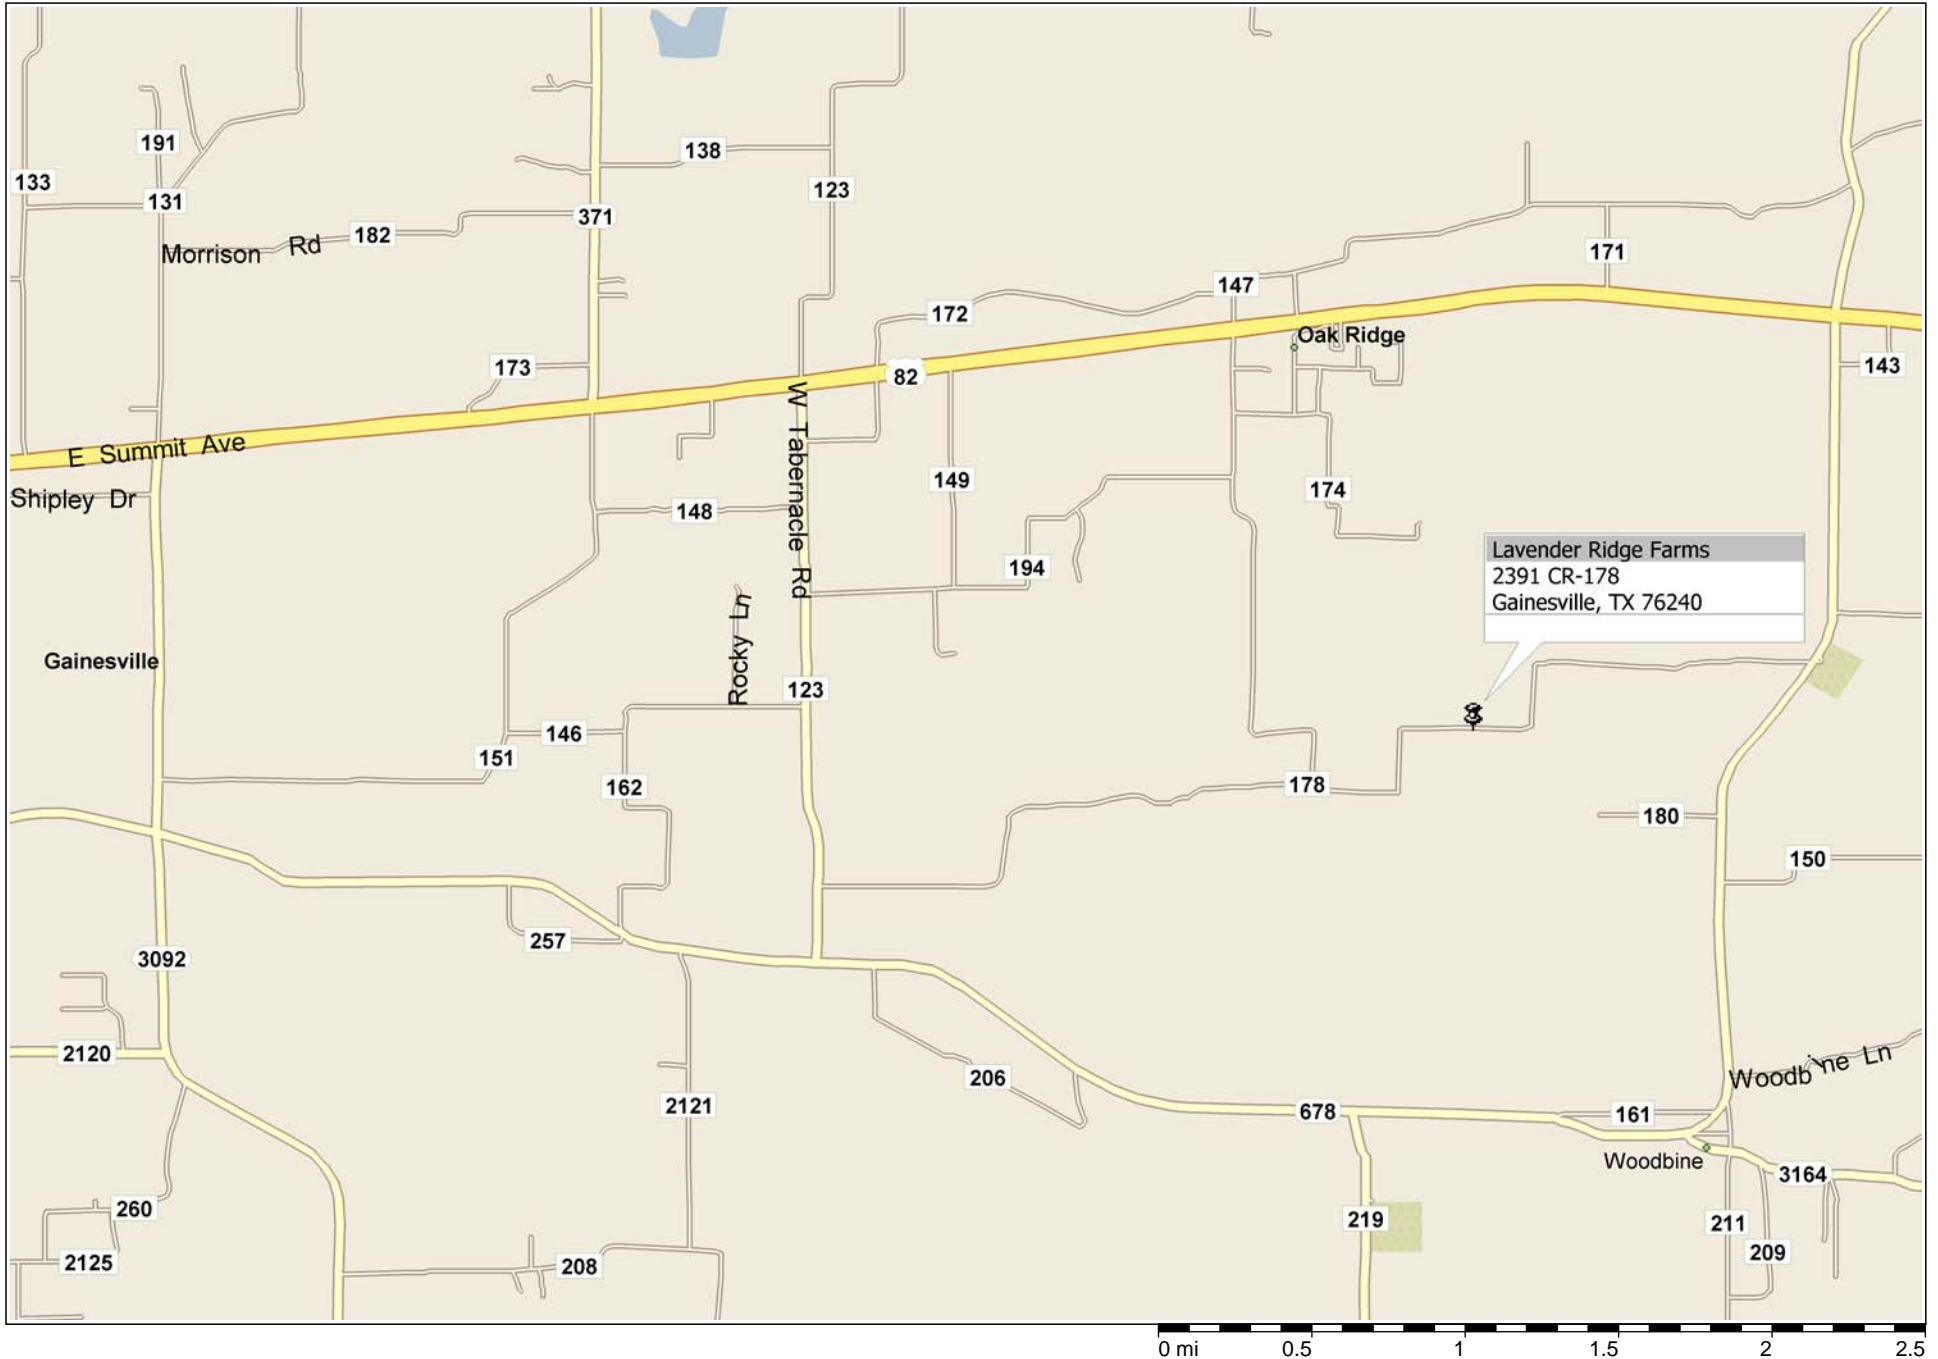 191
138
133
123
131
371
182
Morrison Rd
171
147
172
Oak Ridge
173
143
82
W Tabernacle Rd
E Summit Ave
149
174
Shipley Dr
148
Lavender Ridge Farms
2391 CR-178
Gainesville, TX 76240
194
Rocky Ln
Gainesville
123
146
151
178
162
180
150
257
3092
2120
Woodbine Ln
206
2121
678
161
Woodbine
3164
260
219
211
209
2125
208
0 mi 0.5 1 1.5 2 2.5